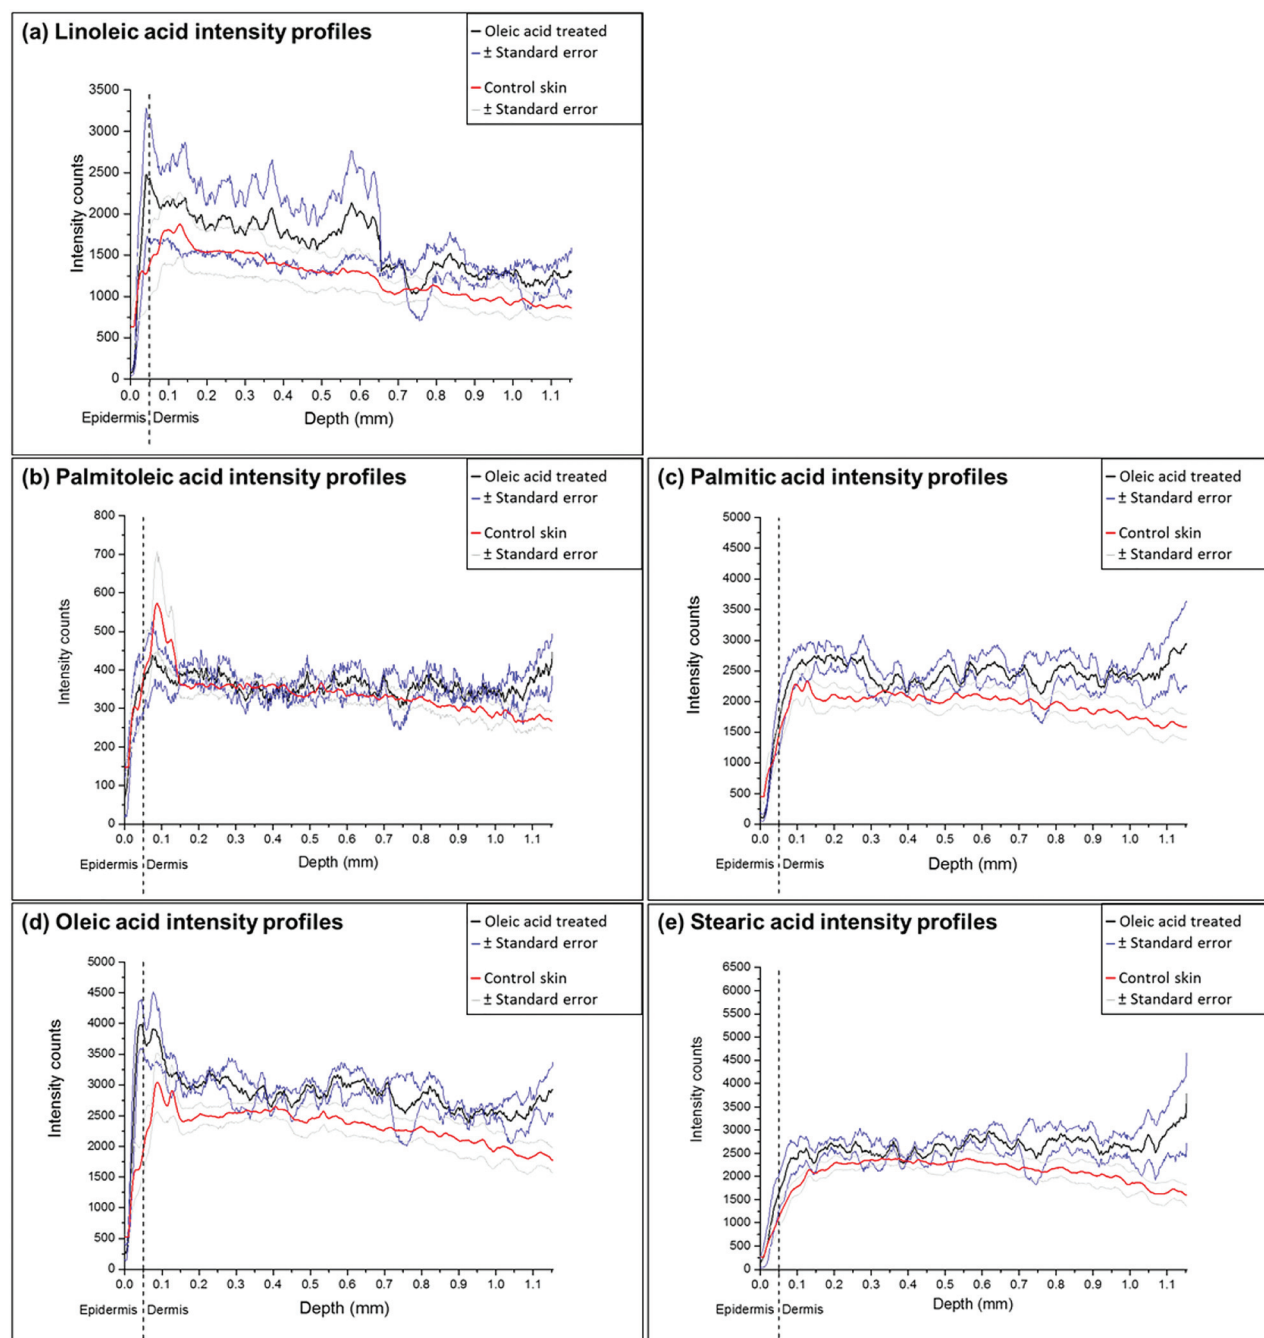 (a) Linoleic acid intensity profiles
Oleic acid treated
± Standard error
Control skin
± Standard error
Intensity counts
3500
3000
2500
2000
1500
1000
500
0
0.0 0.1 0.2 0.3 0.4 0.5 0.6 0.7 0.8 0.9 1.0 1.1
Epidermis Dermis
Depth (mm)
(b) Palmitoleic acid intensity profiles
Oleic acid treated
± Standard error
Control skin
± Standard error
Intensity counts
800
700
600
500
400
300
200
100
0
0.0 0.1 0.2 0.3 0.4 0.5 0.6 0.7 0.8 0.9 1.0 1.1
Epidermis Dermis
Depth (mm)
(c) Palmitic acid intensity profiles
Oleic acid treated
± Standard error
Control skin
± Standard error
Intensity counts
5000
4500
4000
3500
3000
2500
2000
1500
1000
500
0
0.0 0.1 0.2 0.3 0.4 0.5 0.6 0.7 0.8 0.9 1.0 1.1
Epidermis Dermis
Depth (mm)
(d) Oleic acid intensity profiles
Oleic acid treated
± Standard error
Control skin
± Standard error
Intensity counts
5000
4500
4000
3500
3000
2500
2000
1500
1000
500
0
0.0 0.1 0.2 0.3 0.4 0.5 0.6 0.7 0.8 0.9 1.0 1.1
Epidermis Dermis
Depth (mm)
(e) Stearic acid intensity profiles
Oleic acid treated
± Standard error
Control skin
± Standard error
Intensity counts
6500
6000
5500
5000
4500
4000
3500
3000
2500
2000
1500
1000
500
0
0.0 0.1 0.2 0.3 0.4 0.5 0.6 0.7 0.8 0.9 1.0 1.1
Epidermis Dermis
Depth (mm)